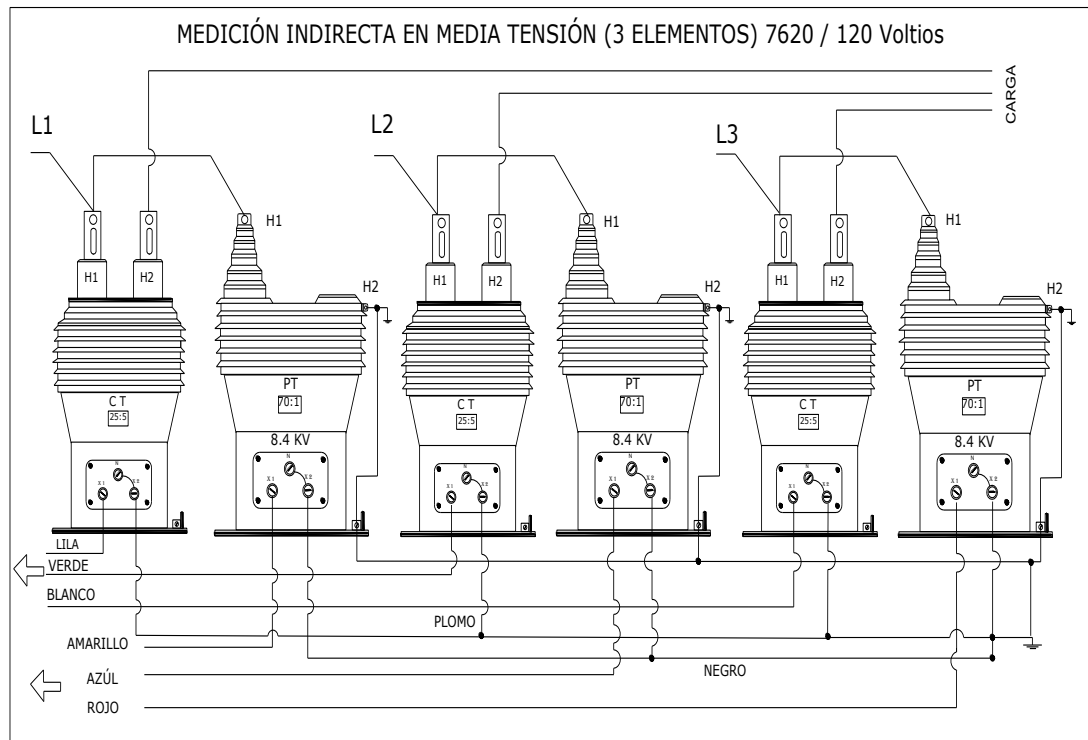 MEDICIÓN INDIRECTA EN MEDIA TENSIÓN (3 ELEMENTOS) 7620 / 120 Voltios
CARGA
L1
L2
L3
H1
H2
H1
H2
H1
H2
H1
H2
H1
H2
H1
H2
C T
25:5
PT
70:1
8.4 KV
C T
25:5
PT
70:1
8.4 KV
C T
25:5
PT
70:1
8.4 KV
N
X1
X2
N
X1
X2
N
X1
X2
N
X1
X2
N
X1
X2
N
X1
X2
LILA
VERDE
BLANCO
PLOMO
AMARILLO
NEGRO
AZÚL
ROJO